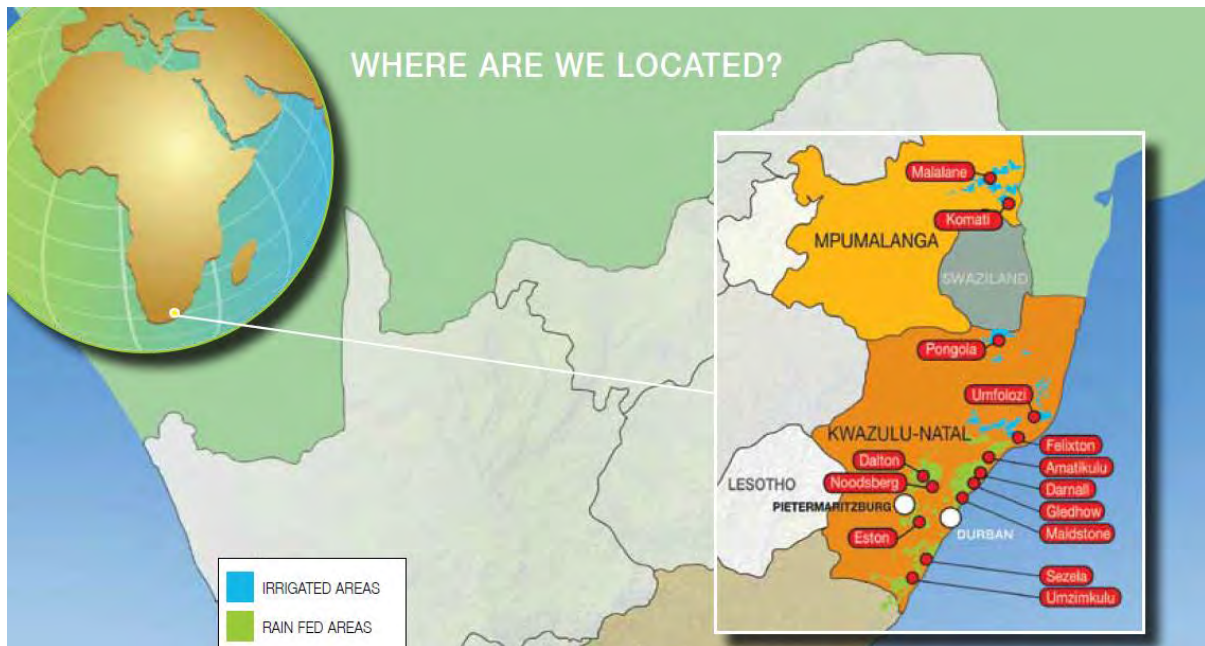 WHERE ARE WE LOCATED?
Malalane
Komati
MPUMALANGA
SWAZILAND
Pongola
Umfolozi
KWAZULU-NATAL
Felixton
Dalton
Amatikulu
LESOTHO
Noodsberg
Darnall
PIETERMARITZBURG
Gledhow
Eston
DURBAN
Maidstone
Sezela
Umzimkulu
IRRIGATED AREAS
RAIN FED AREAS